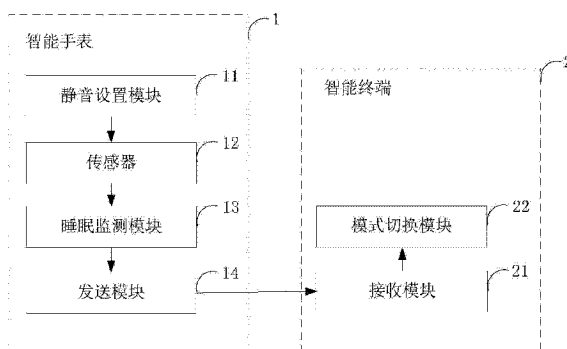 智能手表
1
静音设置模块
11
传感器
12
睡眠监测模块
13
发送模块
14
智能终端
2
模式切换模块
22
接收模块
21